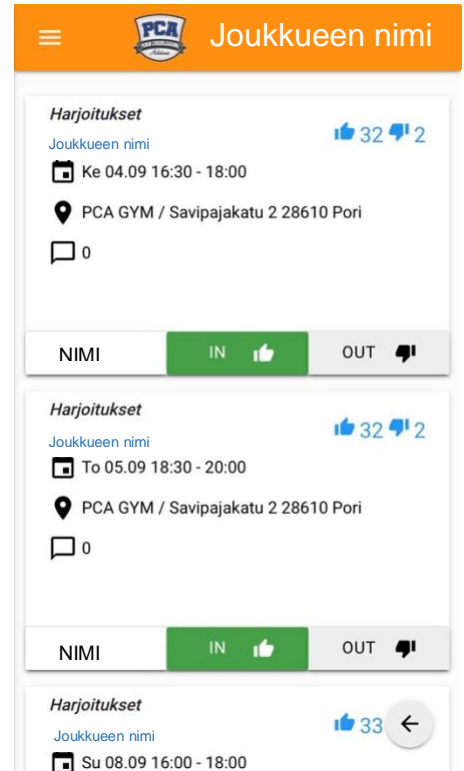 PCA
Joukkueen nimi
Harjoitukset
32 2
Joukkueen nimi
Ke 04.09 16:30 - 18:00
PCA GYM / Savipajakatu 2 28610 Pori
0
NIMI IN OUT
Harjoitukset
32 2
Joukkueen nimi
To 05.09 18:30 - 20:00
PCA GYM / Savipajakatu 2 28610 Pori
0
NIMI IN OUT
Harjoitukset
33
Joukkueen nimi
Su 08.09 16:00 - 18:00